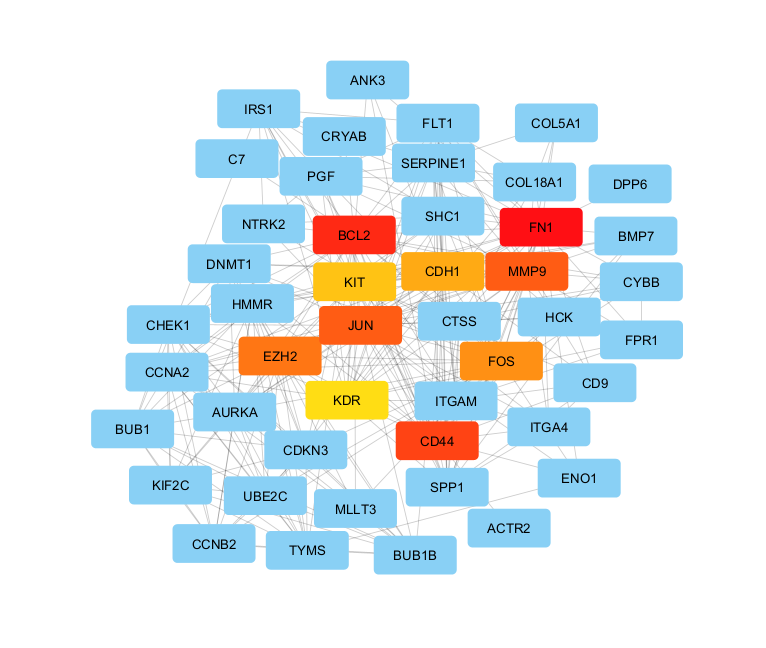 ANK3
IRS1
FLT1
COL5A1
CRYAB
C7
SERPINE1
PGF
COL18A1
DPP6
NTRK2
SHC1
BCL2
FN1
BMP7
DNMT1
CDH1
MMP9
KIT
CYBB
HMMR
CHEK1
JUN
CTSS
HCK
FPR1
EZH2
FOS
CCNA2
CD9
KDR
ITGAM
AURKA
BUB1
ITGA4
CD44
CDKN3
ENO1
KIF2C
SPP1
UBE2C
MLLT3
ACTR2
CCNB2
TYMS
BUB1B